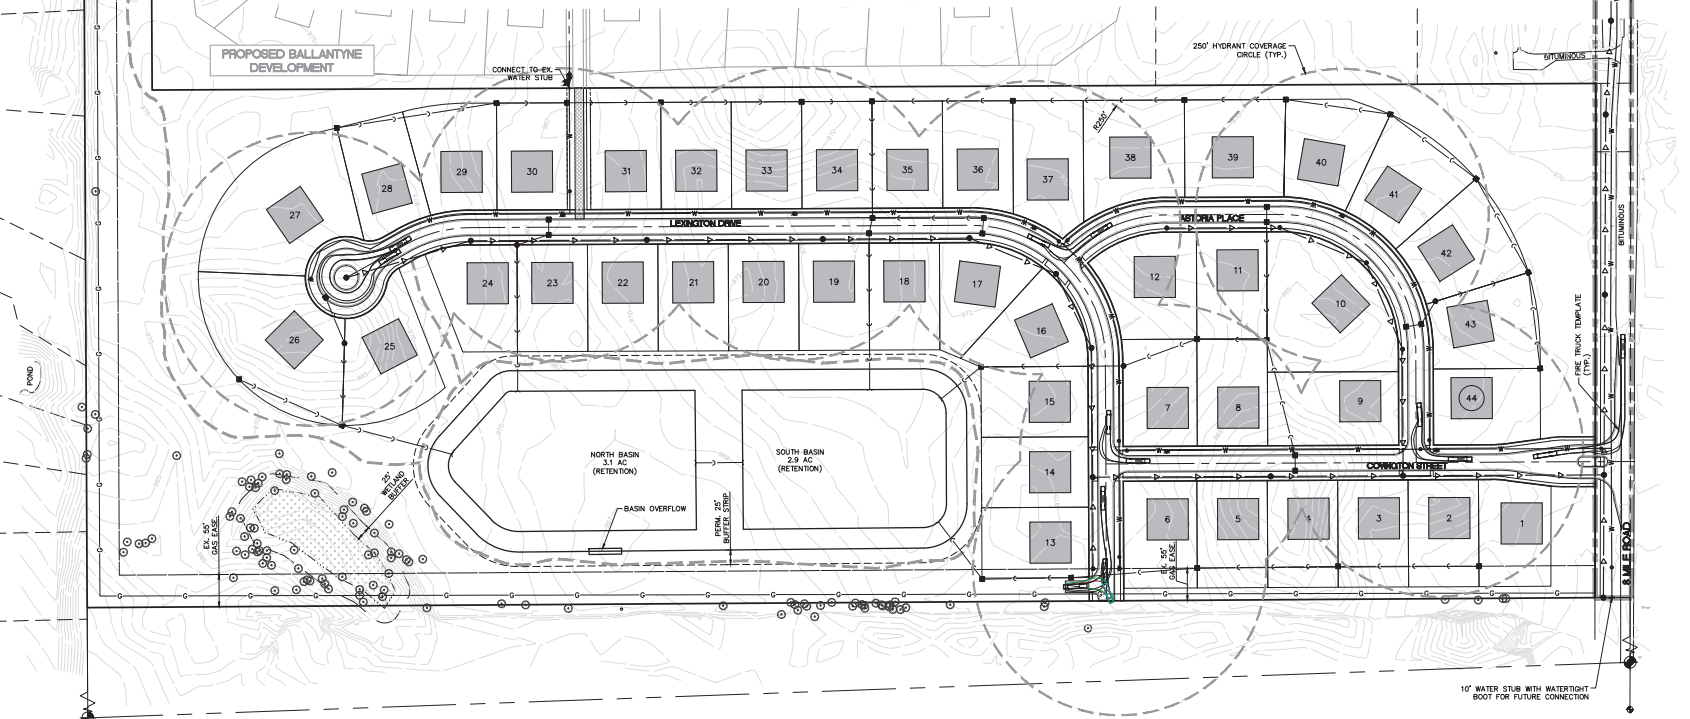 PROPOSED BALLANTYNE
DEVELOPMENT
CONNECT TO EX.
WATER STUB
250' HYDRANT COVERAGE
CIRCLE (TYP.)
BITUMINOUS
R250'
27
28
29
30
31
32
33
34
35
36
37
38
39
40
41
42
43
44
LEXINGTON DRIVE
ASTORIA PLACE
BITUMINOUS
26
25
24
23
22
21
20
19
18
17
16
12
11
10
15
7
8
9
14
13
6
5
4
3
2
1
POND
FIRE TRUCK TEMPLATE
(TYP.)
COVINGTON STREET
NORTH BASIN
3.1 AC
(RETENTION)
SOUTH BASIN
2.9 AC
(RETENTION)
25'
WETLAND
BUFFER
BASIN OVERFLOW
PERM. 25'
BUFFER STRIP
EX. 55'
GAS EASE.
EX. 55'
GAS EASE.
8 MILE ROAD
10" WATER STUB WITH WATERTIGHT
BOOT FOR FUTURE CONNECTION